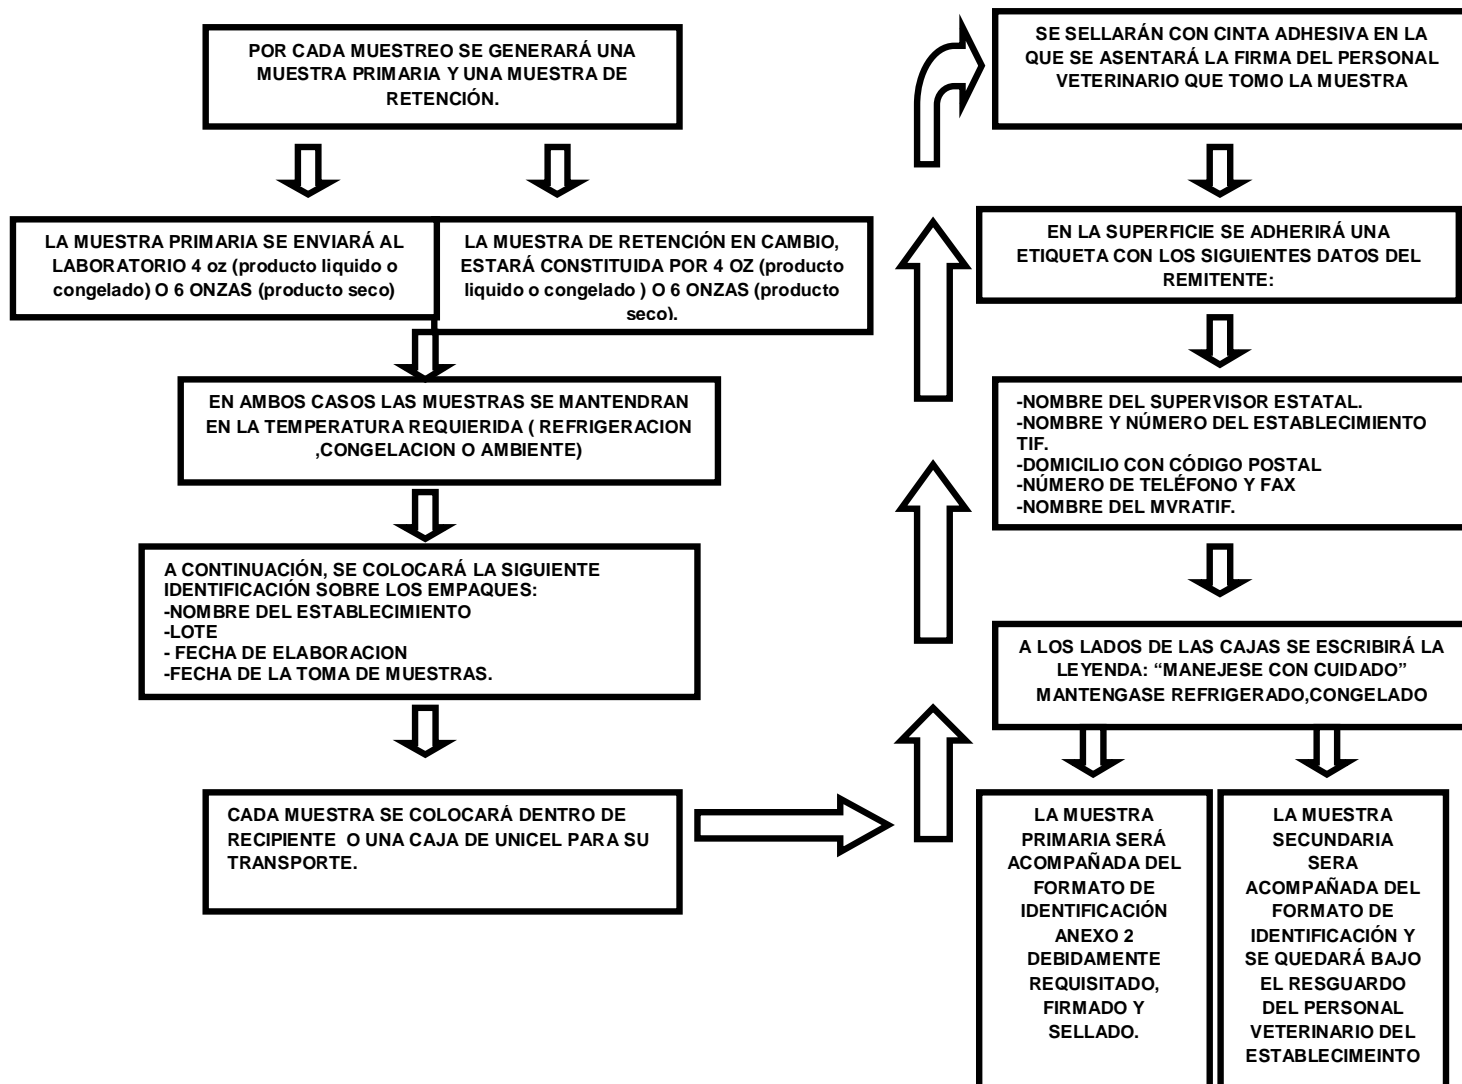 POR CADA MUESTREO SE GENERARÁ UNA
MUESTRA PRIMARIA Y UNA MUESTRA DE
RETENCIÓN.
LA MUESTRA PRIMARIA SE ENVIARÁ AL
LABORATORIO 4 oz (producto liquido o
congelado) O 6 ONZAS (producto seco)
LA MUESTRA DE RETENCIÓN EN CAMBIO,
ESTARÁ CONSTITUIDA POR 4 OZ (producto
liquido o congelado ) O 6 ONZAS (producto
seco).
EN AMBOS CASOS LAS MUESTRAS SE MANTENDRAN
EN LA TEMPERATURA REQUIERIDA ( REFRIGERACION
,CONGELACION O AMBIENTE)
A CONTINUACIÓN, SE COLOCARÁ LA SIGUIENTE
IDENTIFICACIÓN SOBRE LOS EMPAQUES:
-NOMBRE DEL ESTABLECIMIENTO
-LOTE
- FECHA DE ELABORACION
-FECHA DE LA TOMA DE MUESTRAS.
CADA MUESTRA SE COLOCARÁ DENTRO DE
RECIPIENTE O UNA CAJA DE UNICEL PARA SU
TRANSPORTE.
SE SELLARÁN CON CINTA ADHESIVA EN LA
QUE SE ASENTARÁ LA FIRMA DEL PERSONAL
VETERINARIO QUE TOMO LA MUESTRA
EN LA SUPERFICIE SE ADHERIRÁ UNA
ETIQUETA CON LOS SIGUIENTES DATOS DEL
REMITENTE:
-NOMBRE DEL SUPERVISOR ESTATAL.
-NOMBRE Y NÚMERO DEL ESTABLECIMIENTO
TIF.
-DOMICILIO CON CÓDIGO POSTAL
-NÚMERO DE TELÉFONO Y FAX
-NOMBRE DEL MVRATIF.
A LOS LADOS DE LAS CAJAS SE ESCRIBIRÁ LA
LEYENDA: “MANEJESE CON CUIDADO”
MANTENGASE REFRIGERADO,CONGELADO
LA MUESTRA
PRIMARIA SERÁ
ACOMPAÑADA DEL
FORMATO DE
IDENTIFICACIÓN
ANEXO 2
DEBIDAMENTE
REQUISITADO,
FIRMADO Y
SELLADO.
LA MUESTRA
SECUNDARIA
SERA
ACOMPAÑADA DEL
FORMATO DE
IDENTIFICACIÓN Y
SE QUEDARÁ BAJO
EL RESGUARDO
DEL PERSONAL
VETERINARIO DEL
ESTABLECIMEINTO